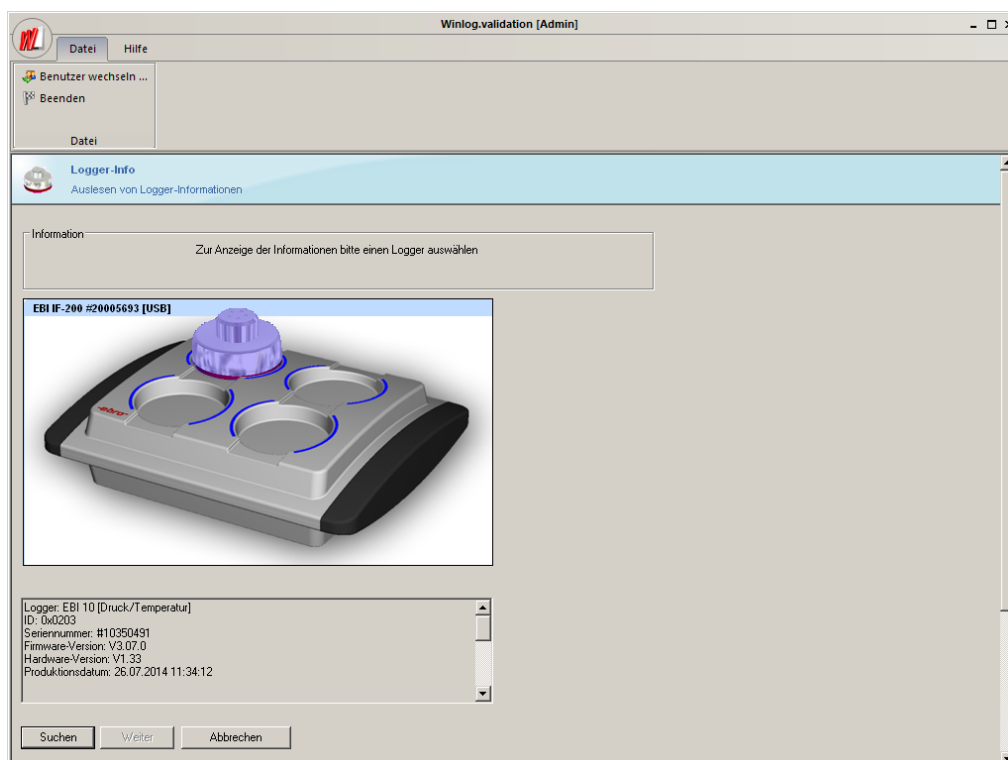 Winlog.validation [Admin]
Datei Hilfe
Benutzer wechseln ...
Beenden
Datei
Logger-Info
Auslesen von Logger-Informationen
Information
Zur Anzeige der Informationen bitte einen Logger auswählen
EBI IF-200 #20005693 [USB]
ebro
Logger: EBI 10 [Druck/Temperatur]
ID: 0x0203
Seriennummer: #10350491
Firmware-Version: V3.07.0
Hardware-Version: V1.33
Produktionsdatum: 26.07.2014 11:34:12
Suchen Weiter Abbrechen